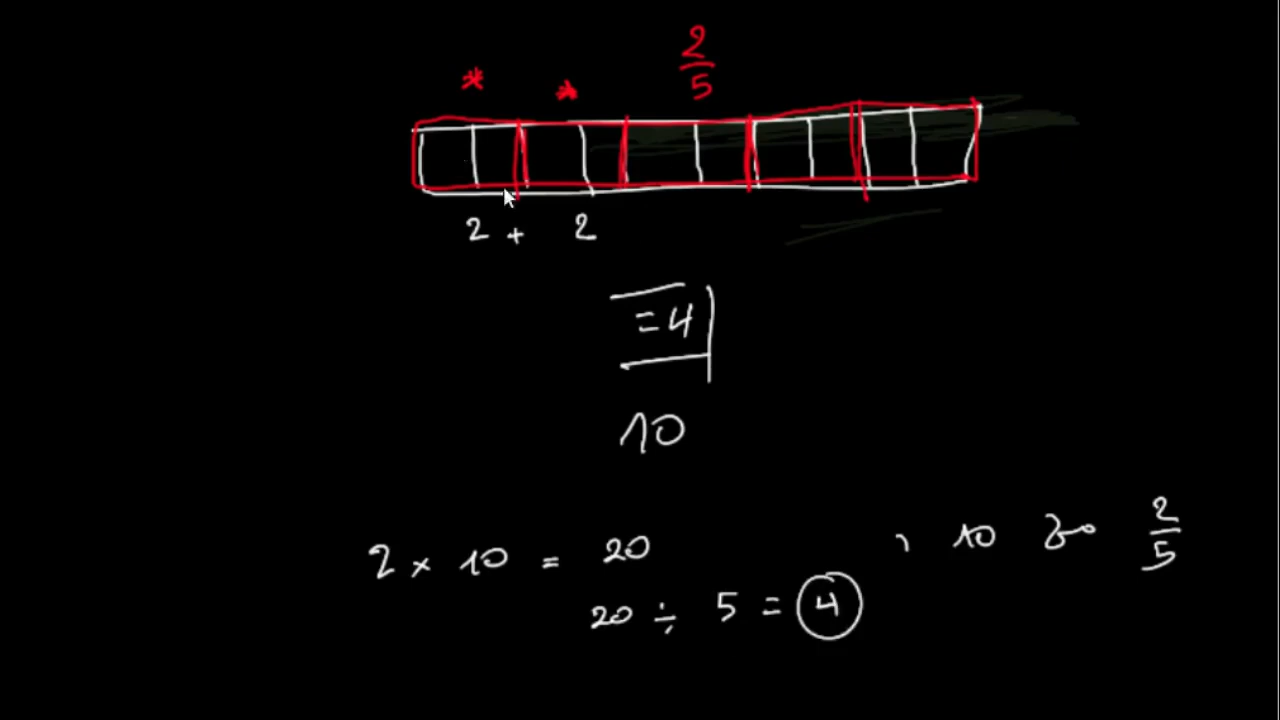 2/5
* *
2 + 2
= 4
10
2 × 10 = 20
, 10
2/5
20 ÷ 5 = 4